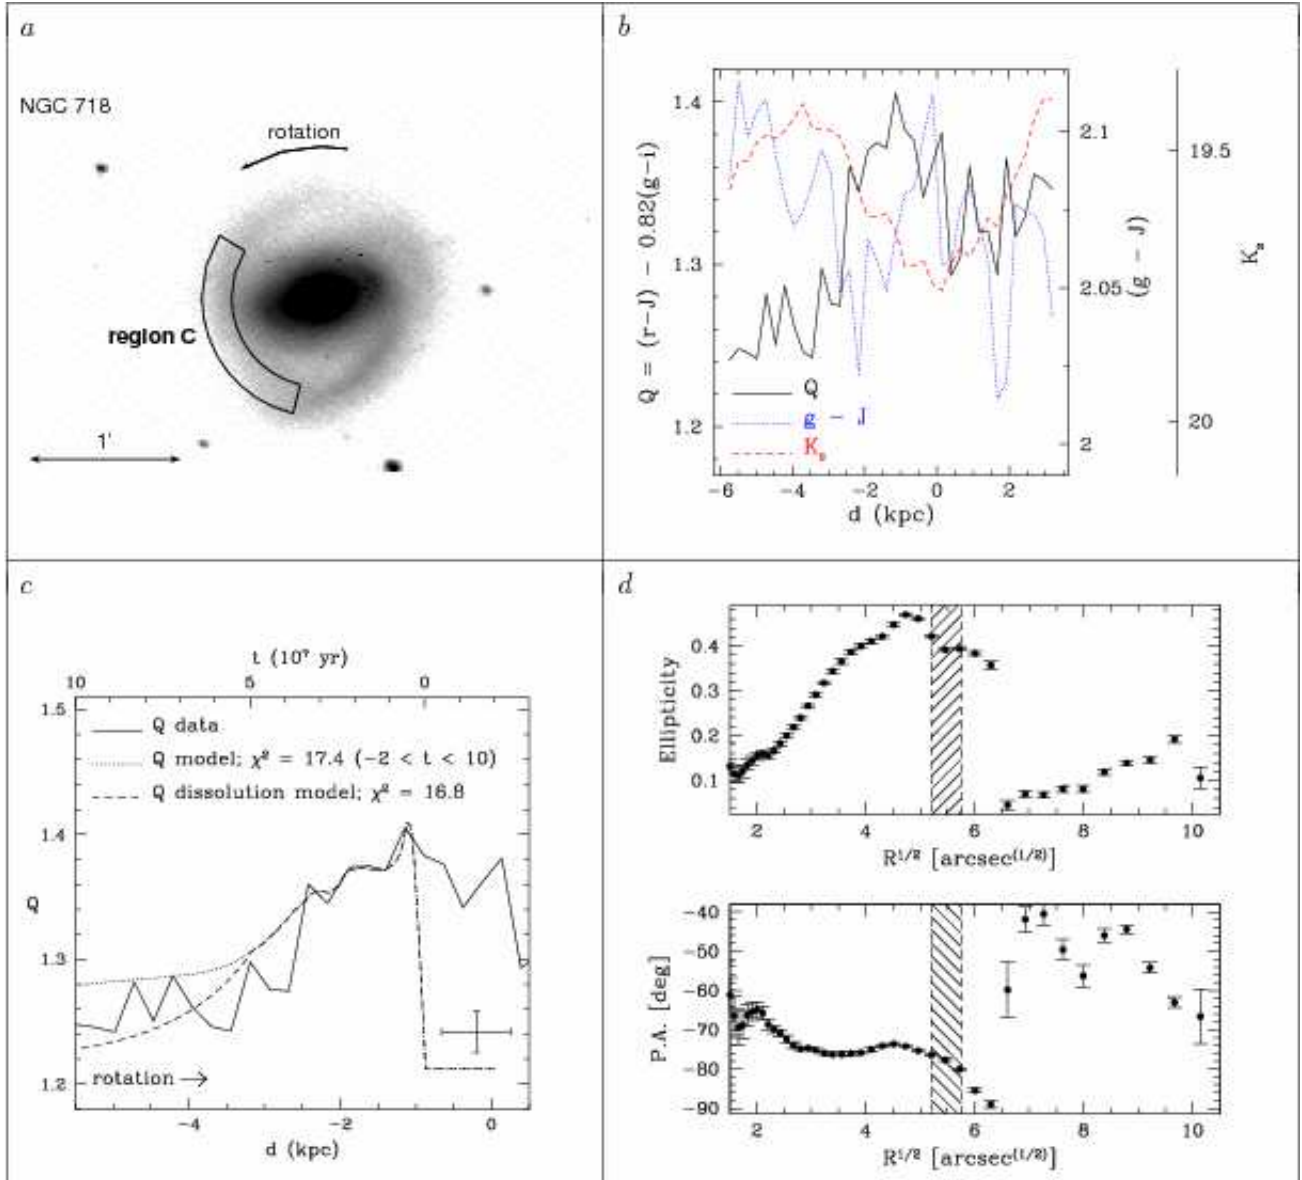 a
NGC 718
rotation
region C
1'
b
Q = (r-J) - 0.82(g-i)
1.4
1.3
1.2
Q
g - J
K_s
-6 -4 -2 0 2
d (kpc)
2.1
2.05
2
(g - J)
19.5
20
K_s
c
t (10⁷ yr)
10 5 0
1.5
1.4
1.3
1.2
Q
Q data
Q model; χ² = 17.4 (-2 < t < 10)
Q dissolution model; χ² = 16.8
rotation →
-4 -2 0
d (kpc)
d
Ellipticity
0.4
0.3
0.2
0.1
2 4 6 8 10
R^1/2 [arcsec^(1/2)]
P.A. [deg]
-40
-50
-60
-70
-80
-90
2 4 6 8 10
R^1/2 [arcsec^(1/2)]